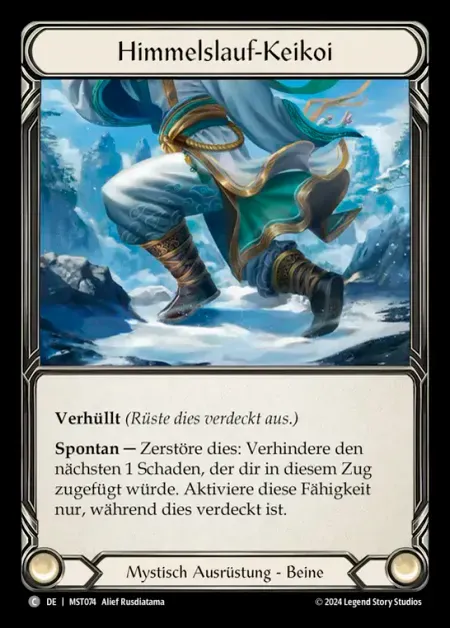 Himmelslauf-Keikoi
Verhüllt (Rüste dies verdeckt aus.)
Spontan — Zerstöre dies: Verhindere den
nächsten 1 Schaden, der dir in diesem Zug
zugefügt würde. Aktiviere diese Fähigkeit
nur, während dies verdeckt ist.
Mystisch Ausrüstung - Beine
C DE | MST074 Alief Rusdiatama © 2024 Legend Story Studios